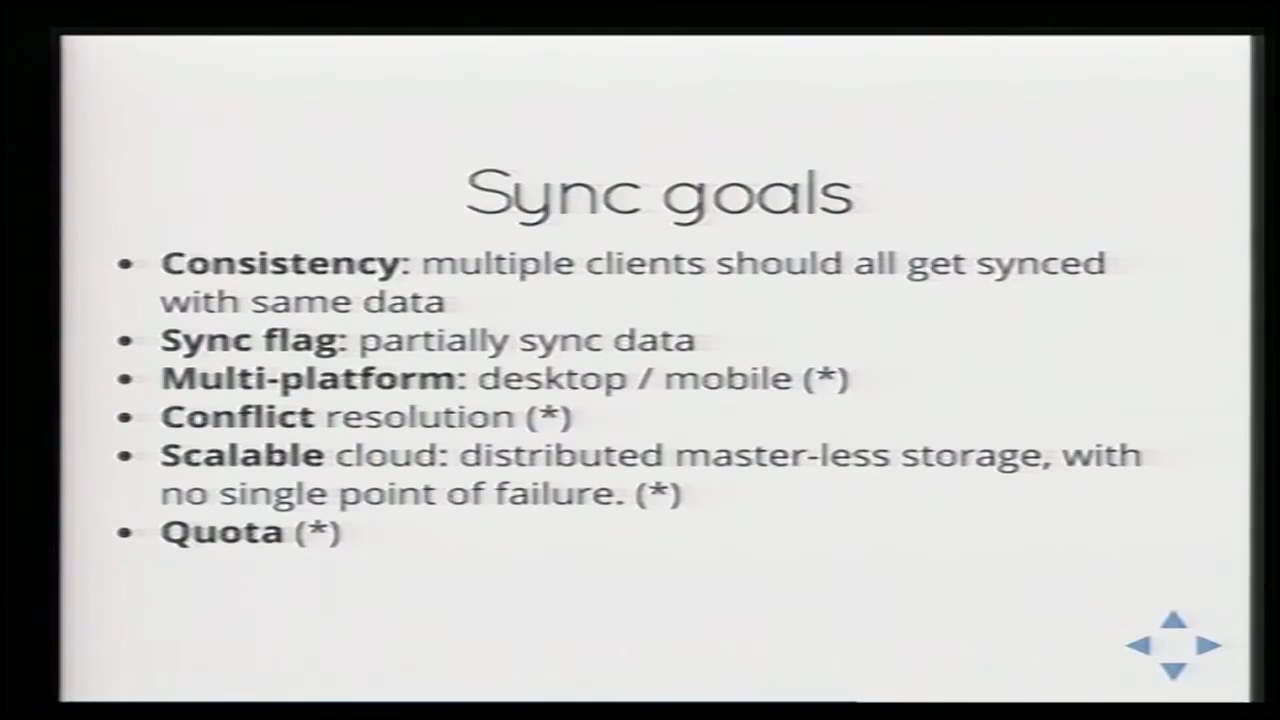 Sync goals
• Consistency: multiple clients should all get synced
with same data
• Sync flag: partially sync data
• Multi-platform: desktop / mobile (*)
• Conflict resolution (*)
• Scalable cloud: distributed master-less storage, with
no single point of failure. (*)
• Quota (*)